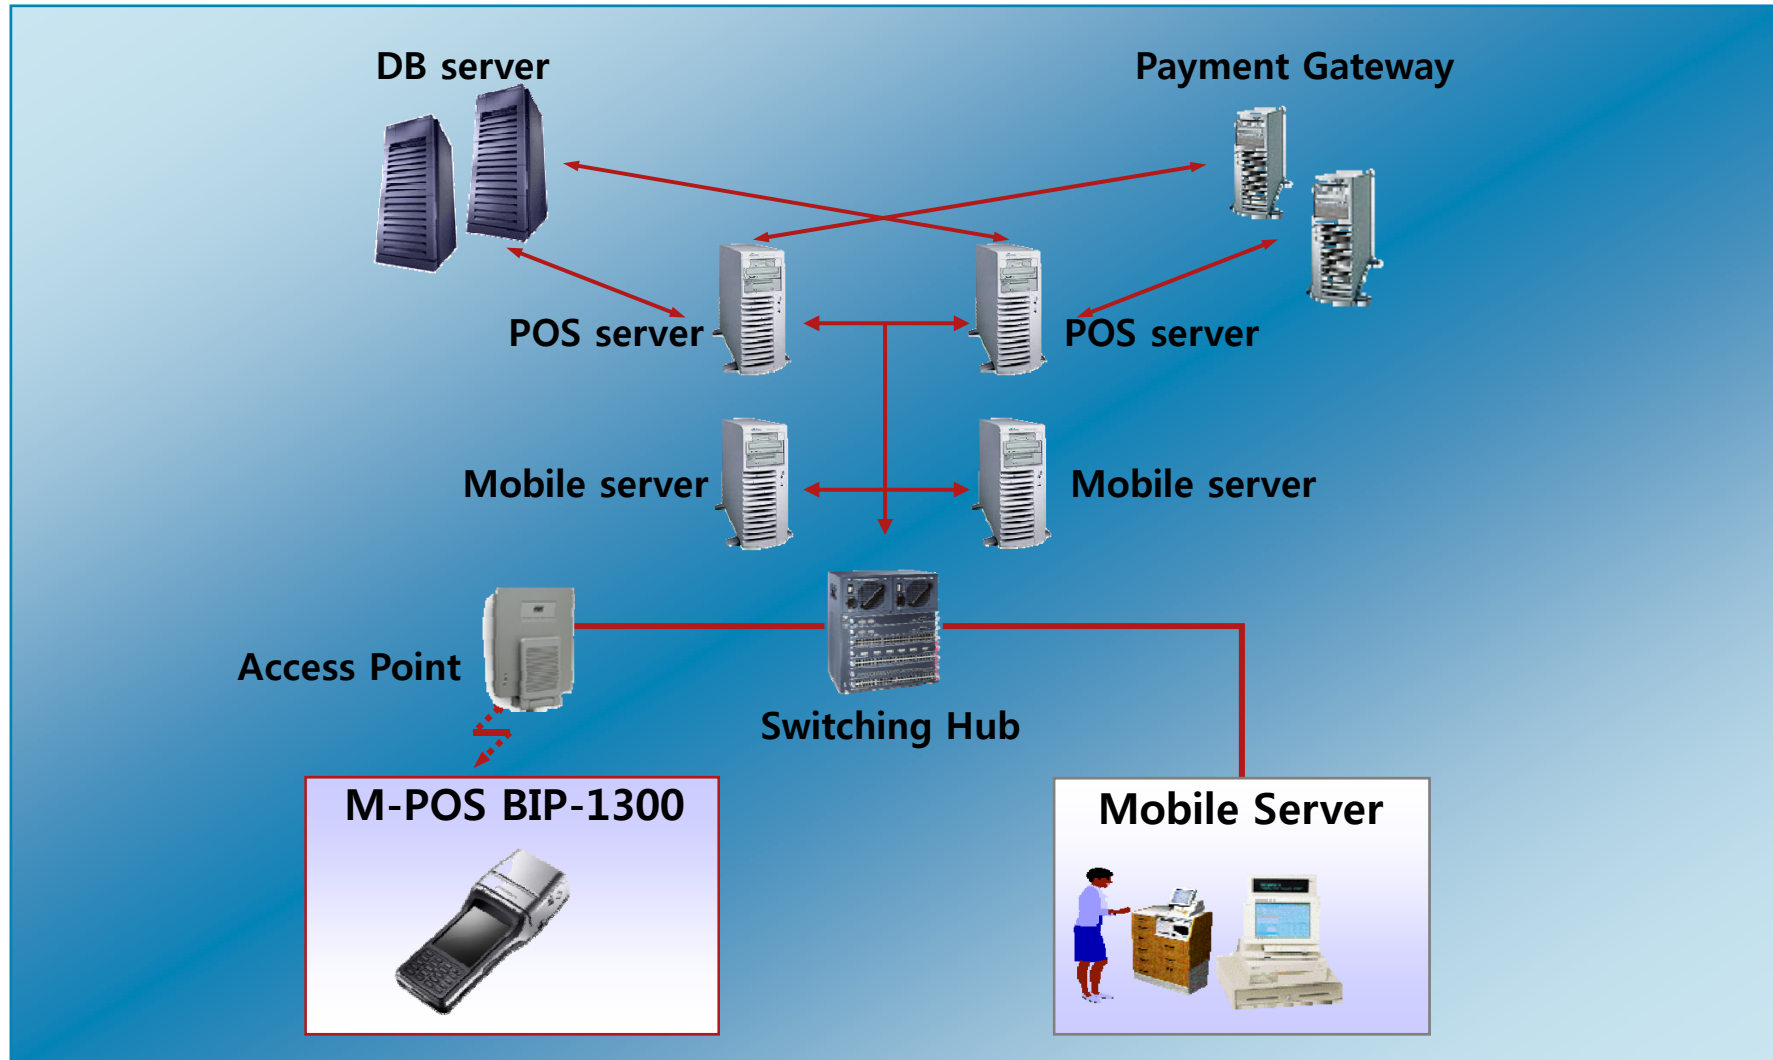 DB server
Payment Gateway
POS server
POS server
Mobile server
Mobile server
Access Point
Switching Hub
M-POS BIP-1300
Mobile Server